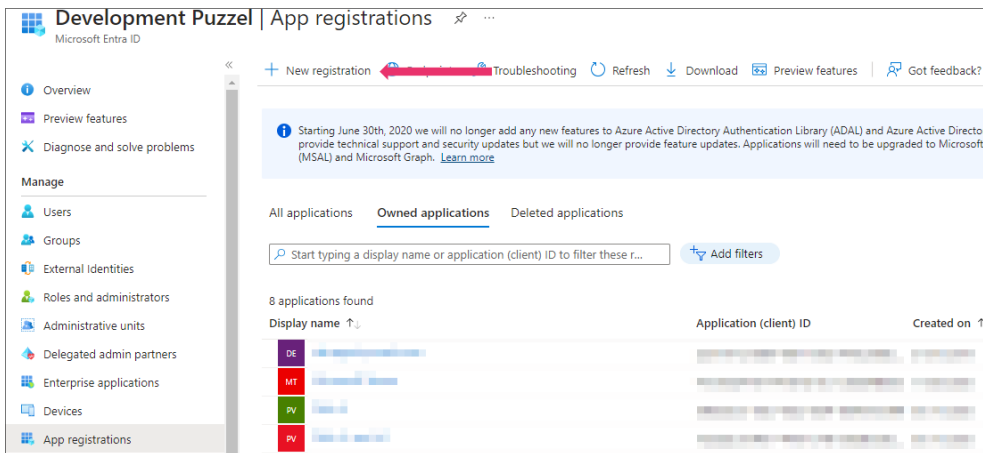 Development Puzzel | App registrations
Microsoft Entra ID
Overview
Preview features
Diagnose and solve problems
Manage
Users
Groups
External Identities
Roles and administrators
Administrative units
Delegated admin partners
Enterprise applications
Devices
App registrations
New registration Troubleshooting Refresh Download Preview features Got feedback?
Starting June 30th, 2020 we will no longer add any new features to Azure Active Directory Authentication Library (ADAL) and Azure Active Directo
provide technical support and security updates but we will no longer provide feature updates. Applications will need to be upgraded to Microsoft
(MSAL) and Microsoft Graph. Learn more
All applications Owned applications Deleted applications
Start typing a display name or application (client) ID to filter these r...
Add filters
8 applications found
Display name Application (client) ID Created on
DE
MT
PV
PV